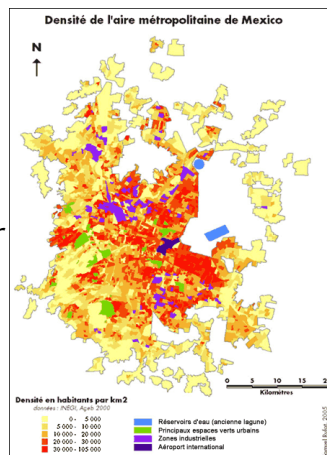 Densité de l'aire métropolitaine de Mexico
N
0 5 10 15 20 2
Kilomètres
Densité en habitants par km2
données : INEGI, Ageb 2000
0 - 5 000
5 000 - 10 000
10 000 - 20 000
20 000 - 30 000
30 000 - 105 000
Réservoirs d'eau (ancienne lagune)
Principaux espaces verts urbains
Zones industrielles
Aéroport international
2005